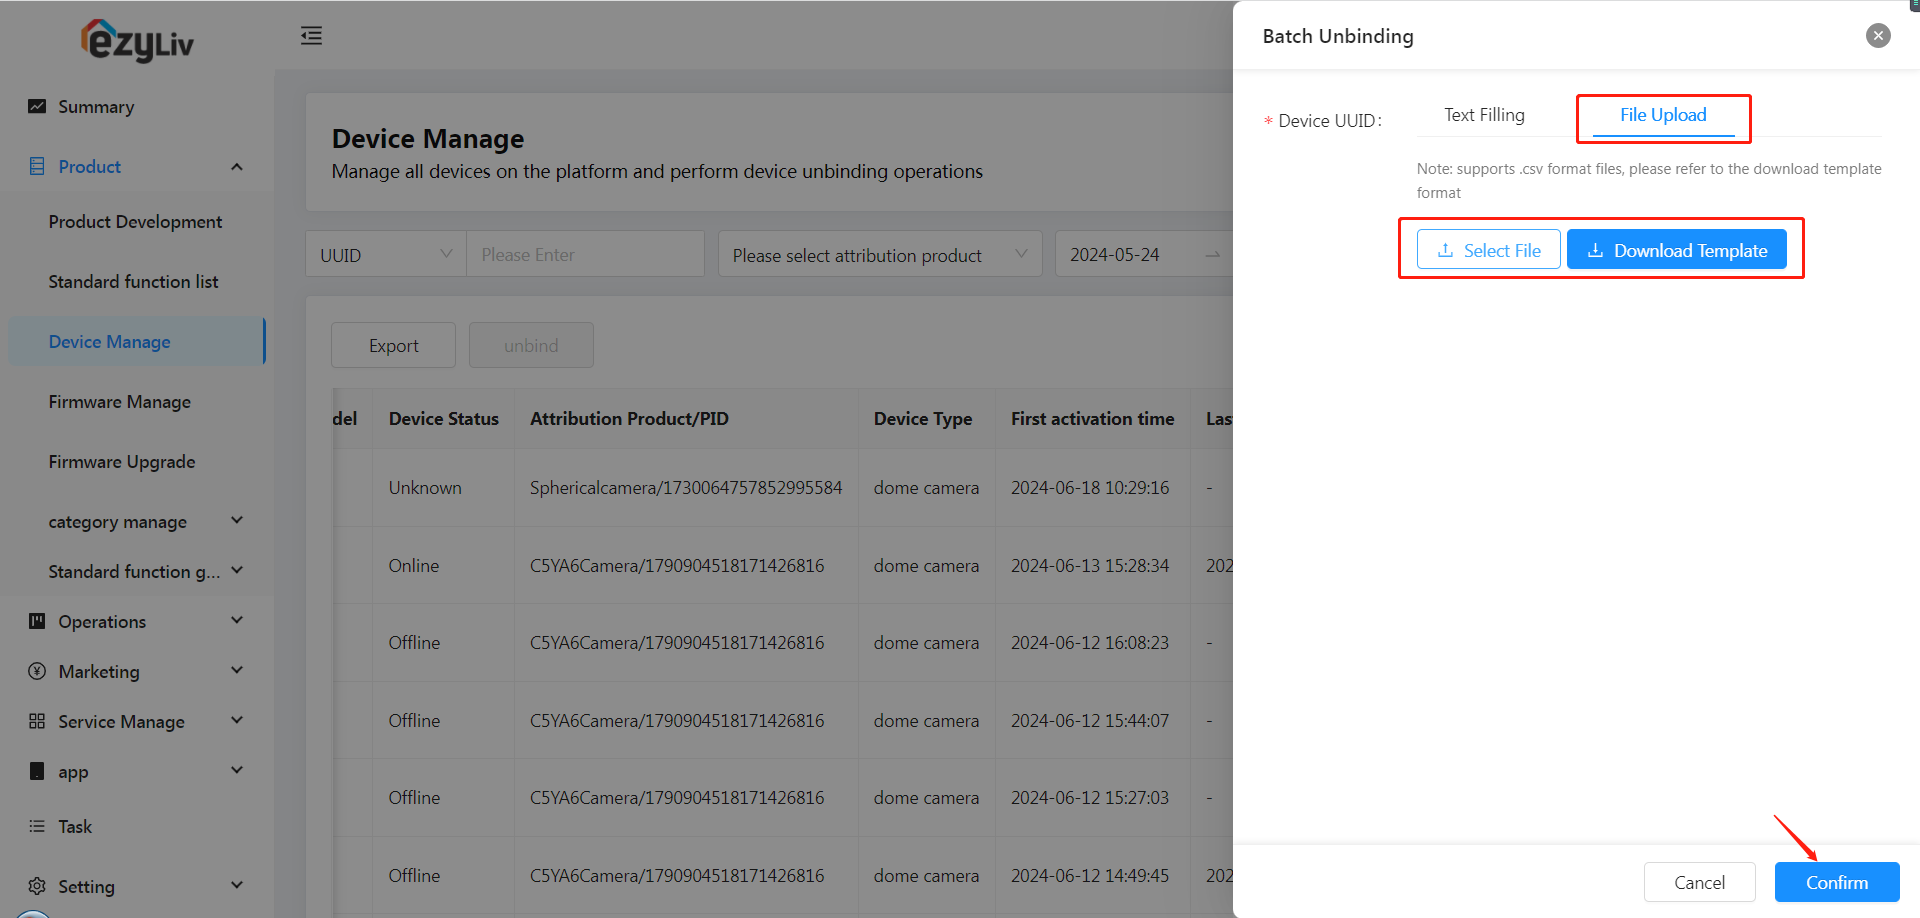 ezyLiv
Summary
Product
Product Development
Standard function list
Device Manage
Firmware Manage
Firmware Upgrade
category manage
Standard function g...
Operations
Marketing
Service Manage
app
Task
Setting
Device Manage
Manage all devices on the platform and perform device unbinding operations
UUID Please Enter Please select attribution product 2024-05-24
Export unbind
del Device Status Attribution Product/PID Device Type First activation time Las
Unknown Sphericalcamera/1730064757852995584 dome camera 2024-06-18 10:29:16 -
Online C5YA6Camera/1790904518171426816 dome camera 2024-06-13 15:28:34 202
Offline C5YA6Camera/1790904518171426816 dome camera 2024-06-12 16:08:23 -
Offline C5YA6Camera/1790904518171426816 dome camera 2024-06-12 15:44:07 -
Offline C5YA6Camera/1790904518171426816 dome camera 2024-06-12 15:27:03 -
Offline C5YA6Camera/1790904518171426816 dome camera 2024-06-12 14:49:45 202
Batch Unbinding
* Device UUID: Text Filling File Upload
Note: supports .csv format files, please refer to the download template
format
Select File Download Template
Cancel Confirm